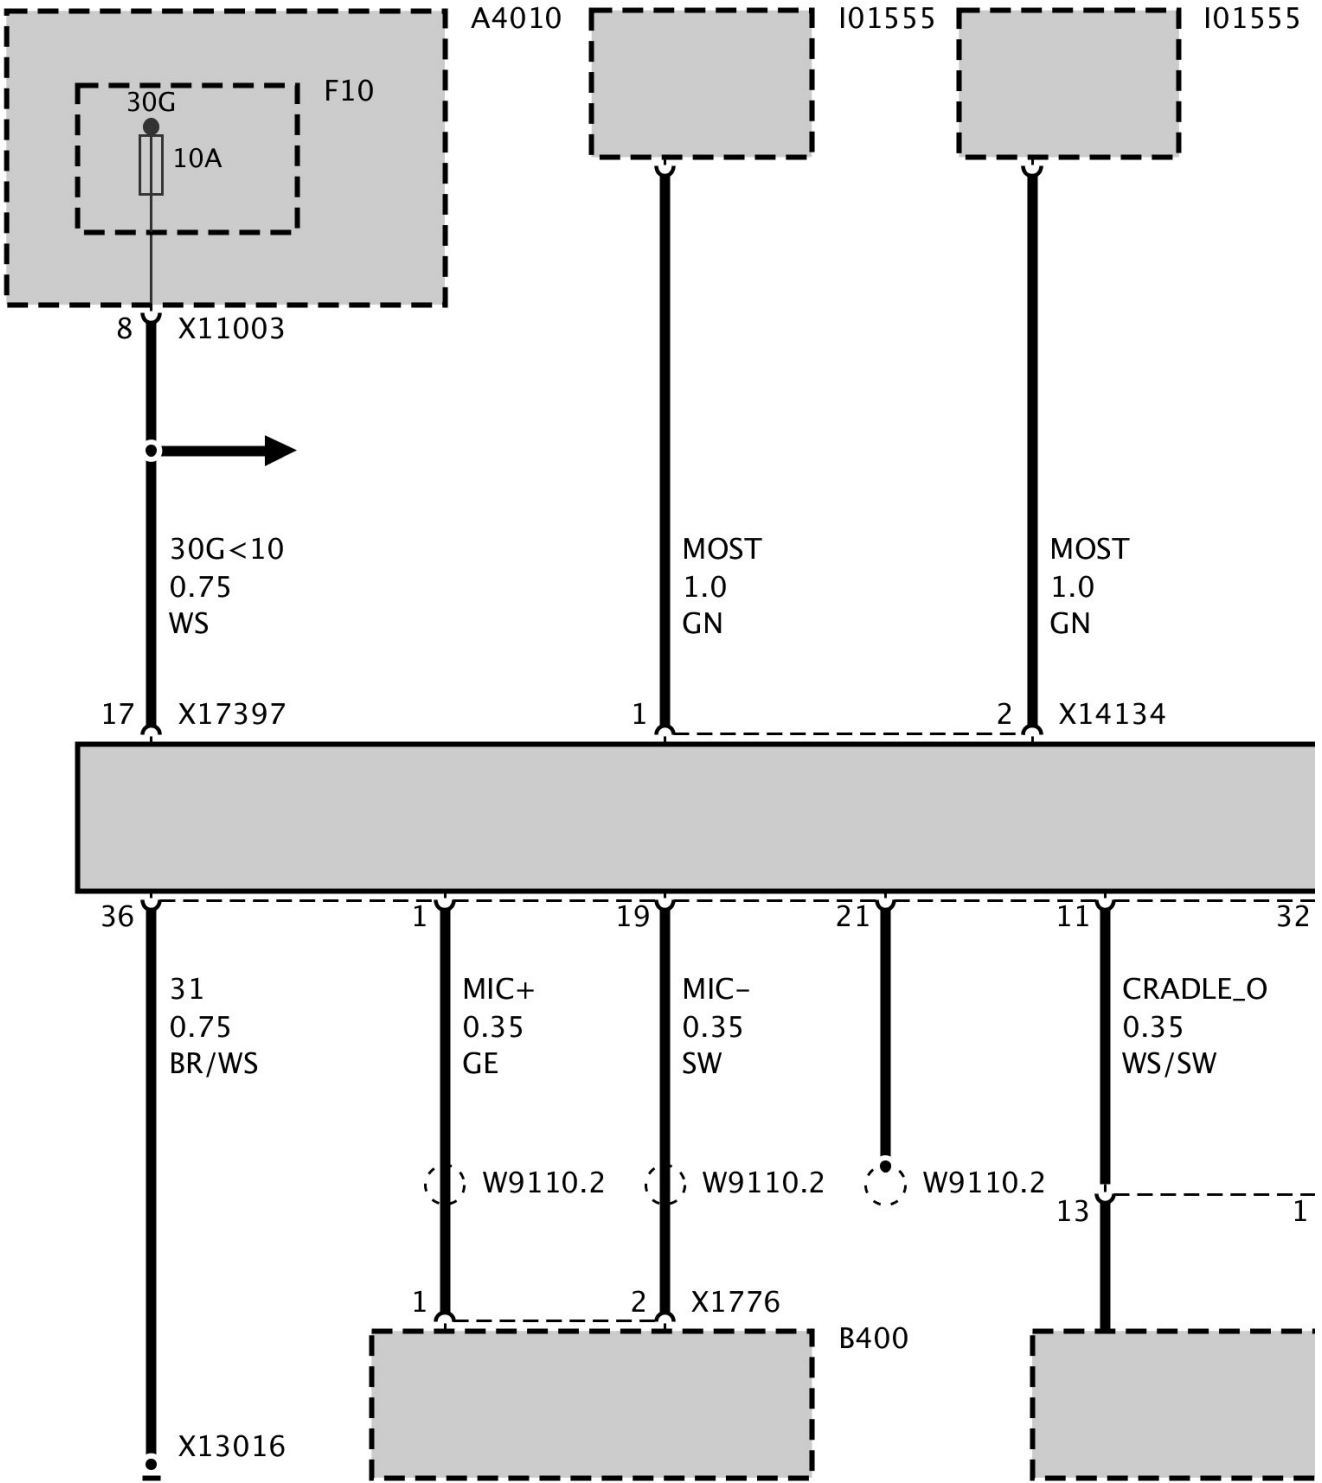 A4010
I01555
I01555
F10
30G
10A
8
X11003
30G<10
0.75
WS
MOST
1.0
GN
MOST
1.0
GN
17
X17397
1
2
X14134
36
1
19
21
11
32
31
0.75
BR/WS
MIC+
0.35
GE
MIC–
0.35
SW
CRADLE_O
0.35
WS/SW
W9110.2
W9110.2
W9110.2
13
1
1
2
X1776
B400
X13016